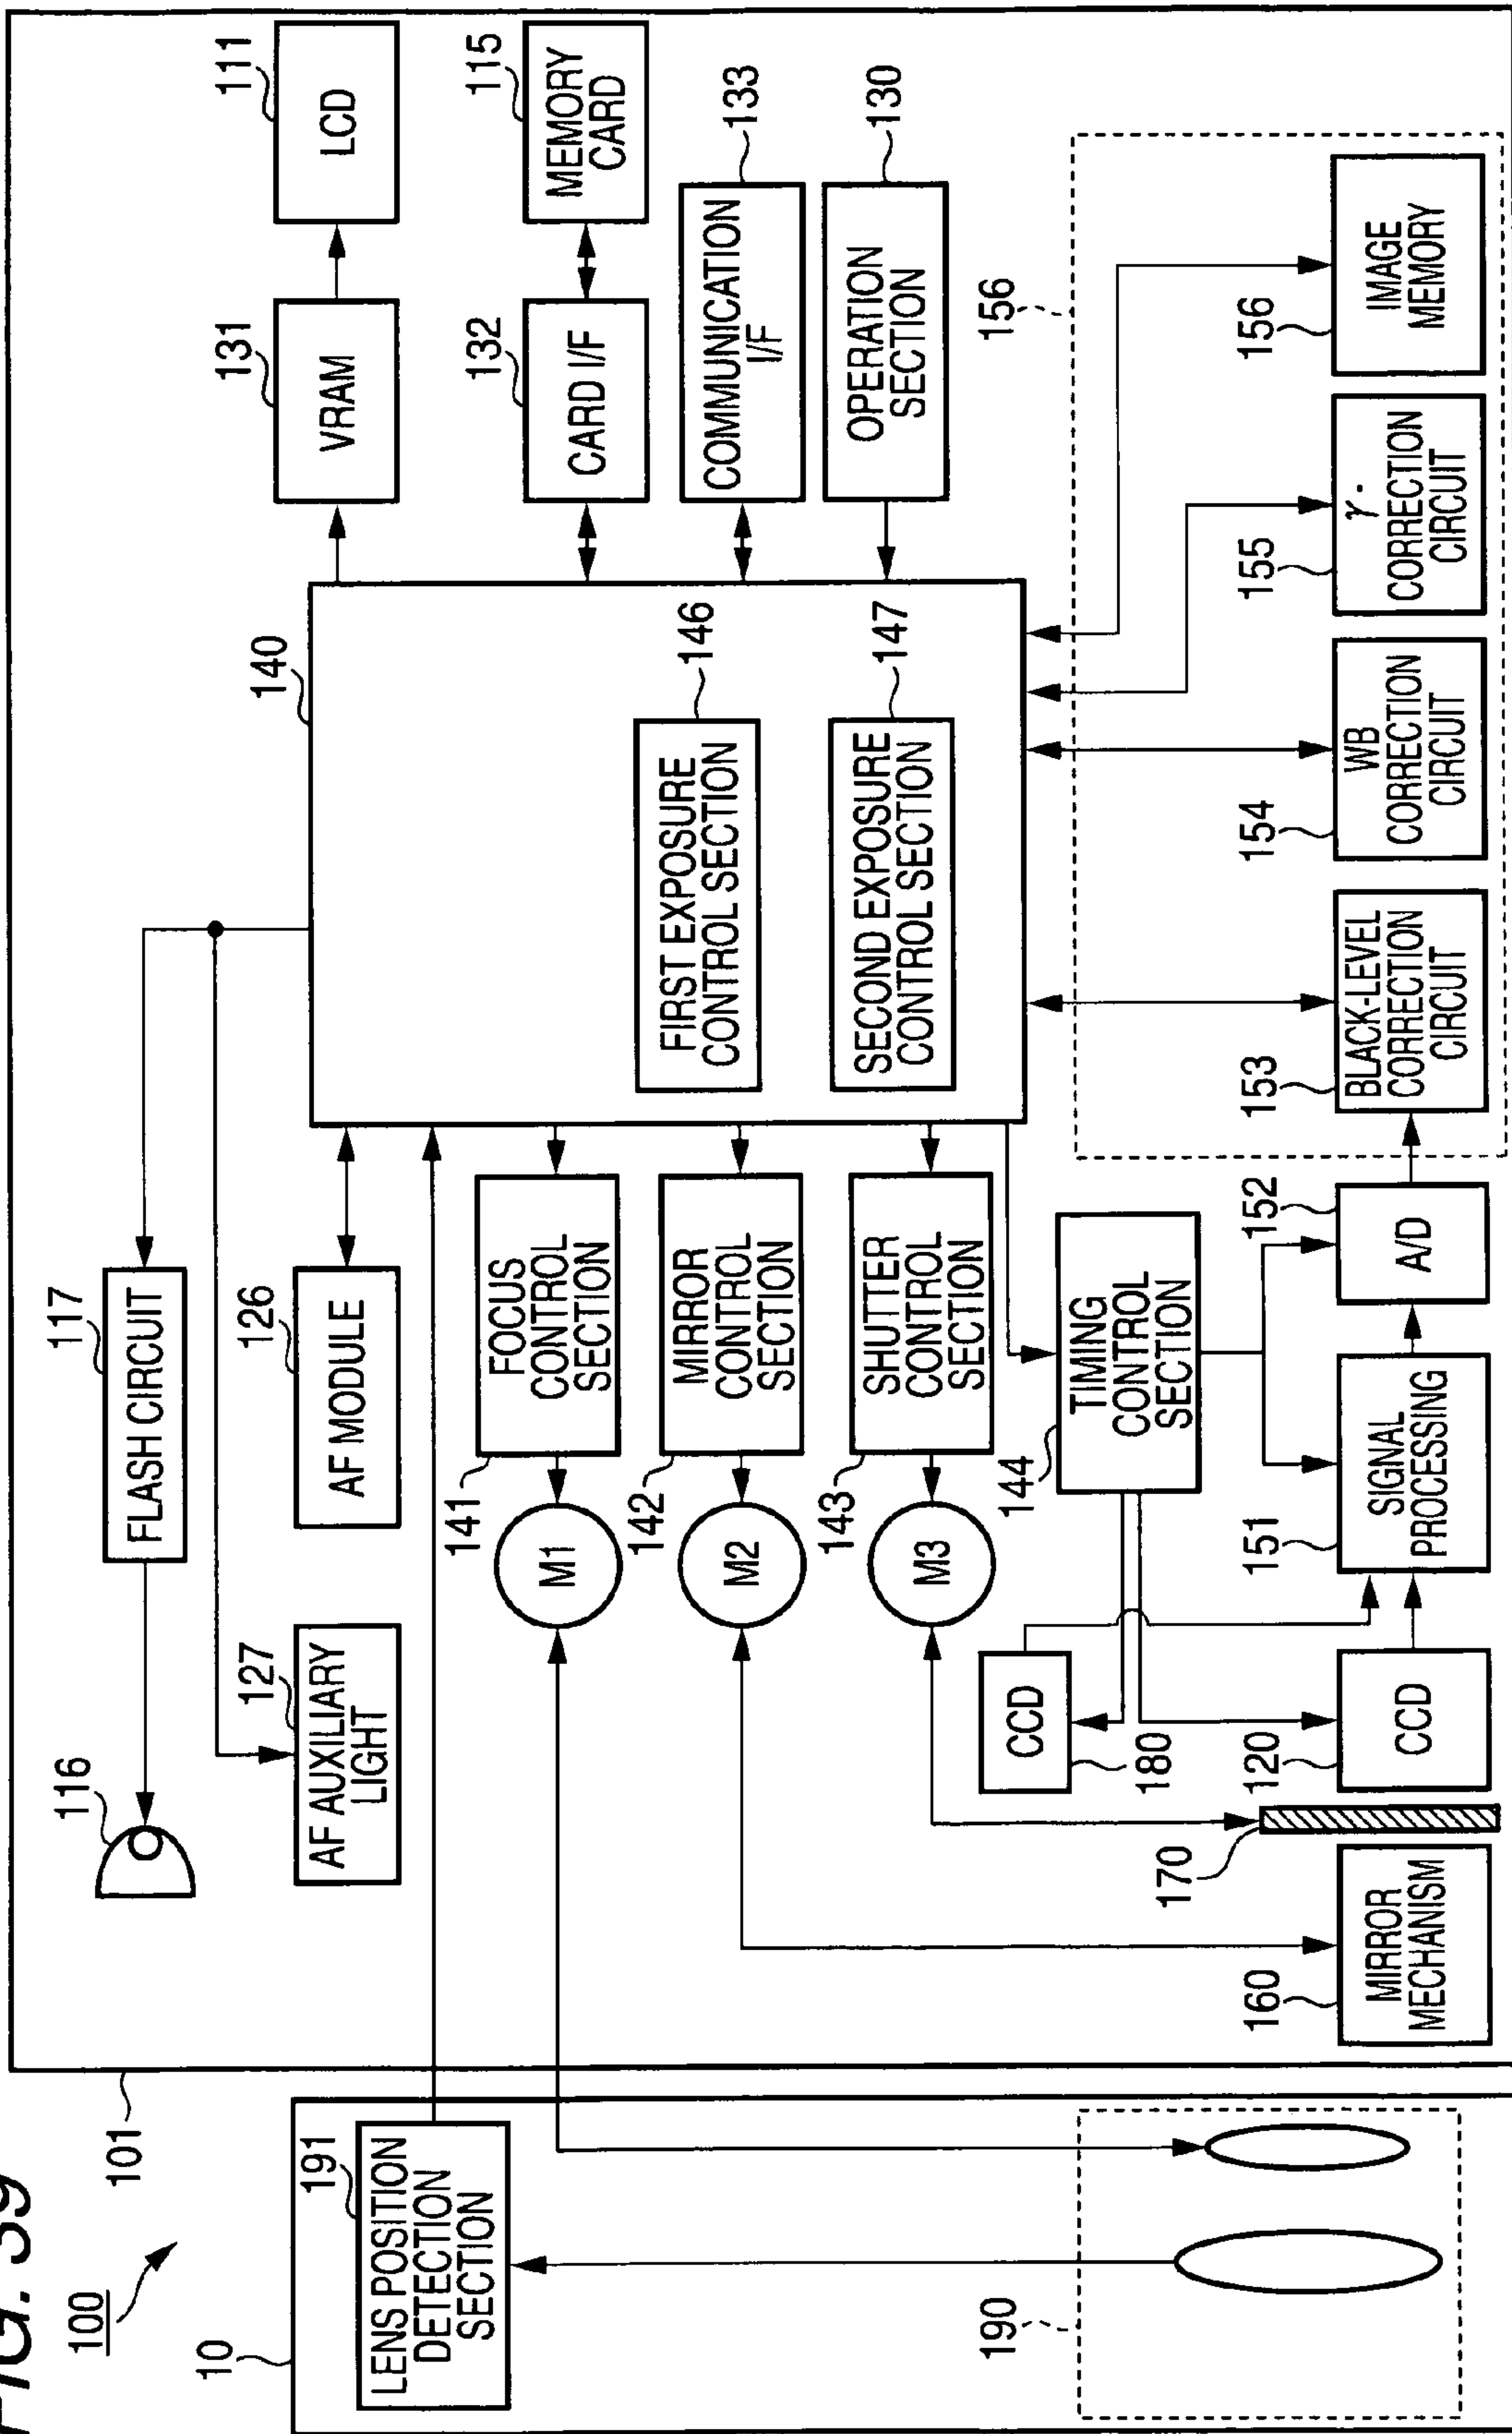 FIG. 39
100
10
101
191
LENS POSITION
DETECTION
SECTION
190
116
117
FLASH CIRCUIT
127
AF AUXILIARY
LIGHT
126
AF MODULE
141
M1
FOCUS
CONTROL
SECTION
142
M2
MIRROR
CONTROL
SECTION
143
M3
SHUTTER
CONTROL
SECTION
144
TIMING
CONTROL
SECTION
140
146
FIRST EXPOSURE
CONTROL SECTION
147
SECOND EXPOSURE
CONTROL SECTION
131
VRAM
111
LCD
132
CARD I/F
115
MEMORY
CARD
133
COMMUNICATION
I/F
130
OPERATION
SECTION
160
MIRROR
MECHANISM
170
180
CCD
120
CCD
151
SIGNAL
PROCESSING
152
A/D
156
153
BLACK-LEVEL
CORRECTION
CIRCUIT
154
WB
CORRECTION
CIRCUIT
155
γ·
CORRECTION
CIRCUIT
156
IMAGE
MEMORY